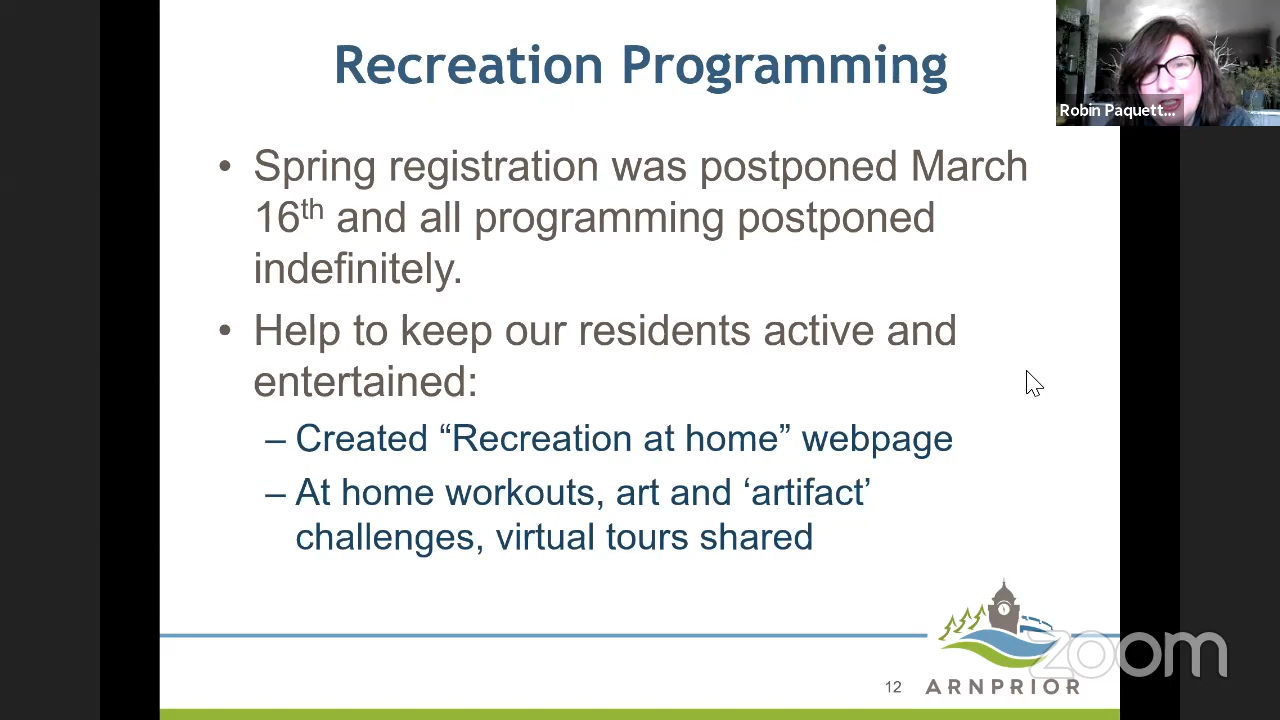 Recreation Programming
Robin Paquett...
• Spring registration was postponed March
16th and all programming postponed
indefinitely.
• Help to keep our residents active and
entertained:
– Created “Recreation at home” webpage
– At home workouts, art and ‘artifact’
challenges, virtual tours shared
zoom
12
ARNPRIOR